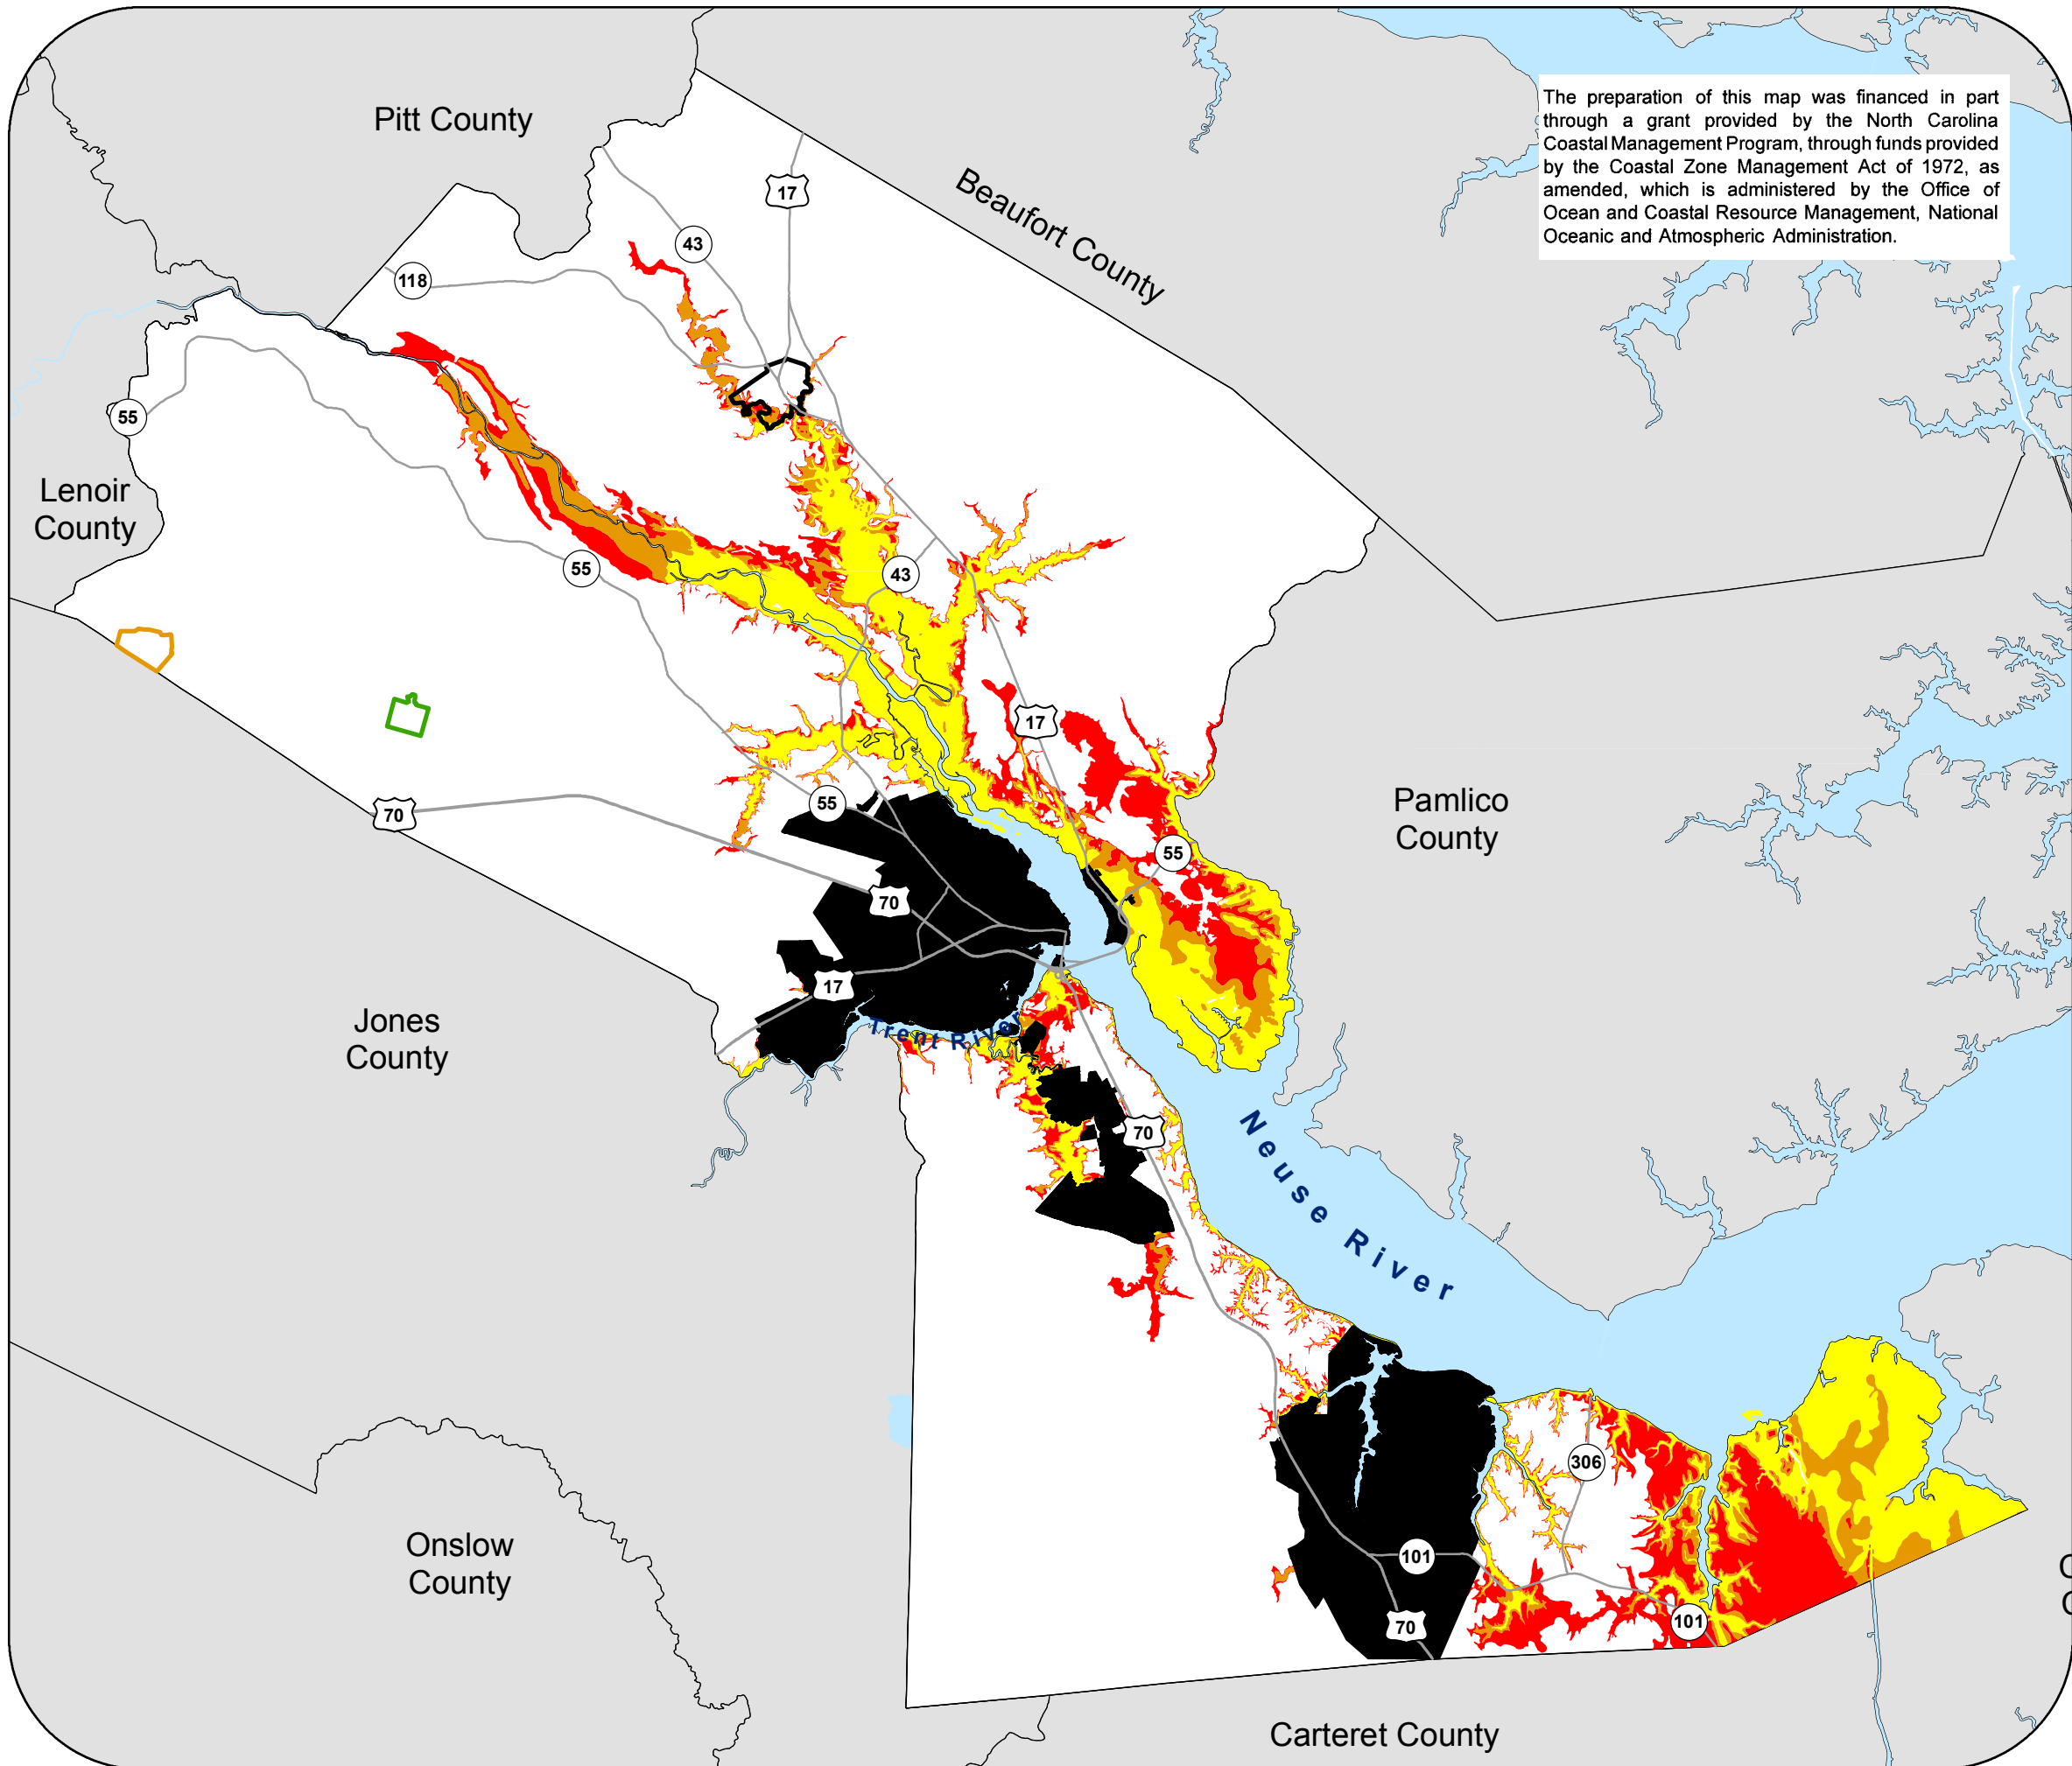 The preparation of this map was financed in part
through a grant provided by the North Carolina
Coastal Management Program, through funds provided
by the Coastal Zone Management Act of 1972, as
amended, which is administered by the Office of
Ocean and Coastal Resource Management, National
Oceanic and Atmospheric Administration.
Pitt County
17
Beaufort County
43
118
55
Lenoir
County
55
43
17
70
55
Pamlico
County
55
70
17
Jones
County
Trent River
70
Neuse River
306
Onslow
County
101
70
101
Carteret County